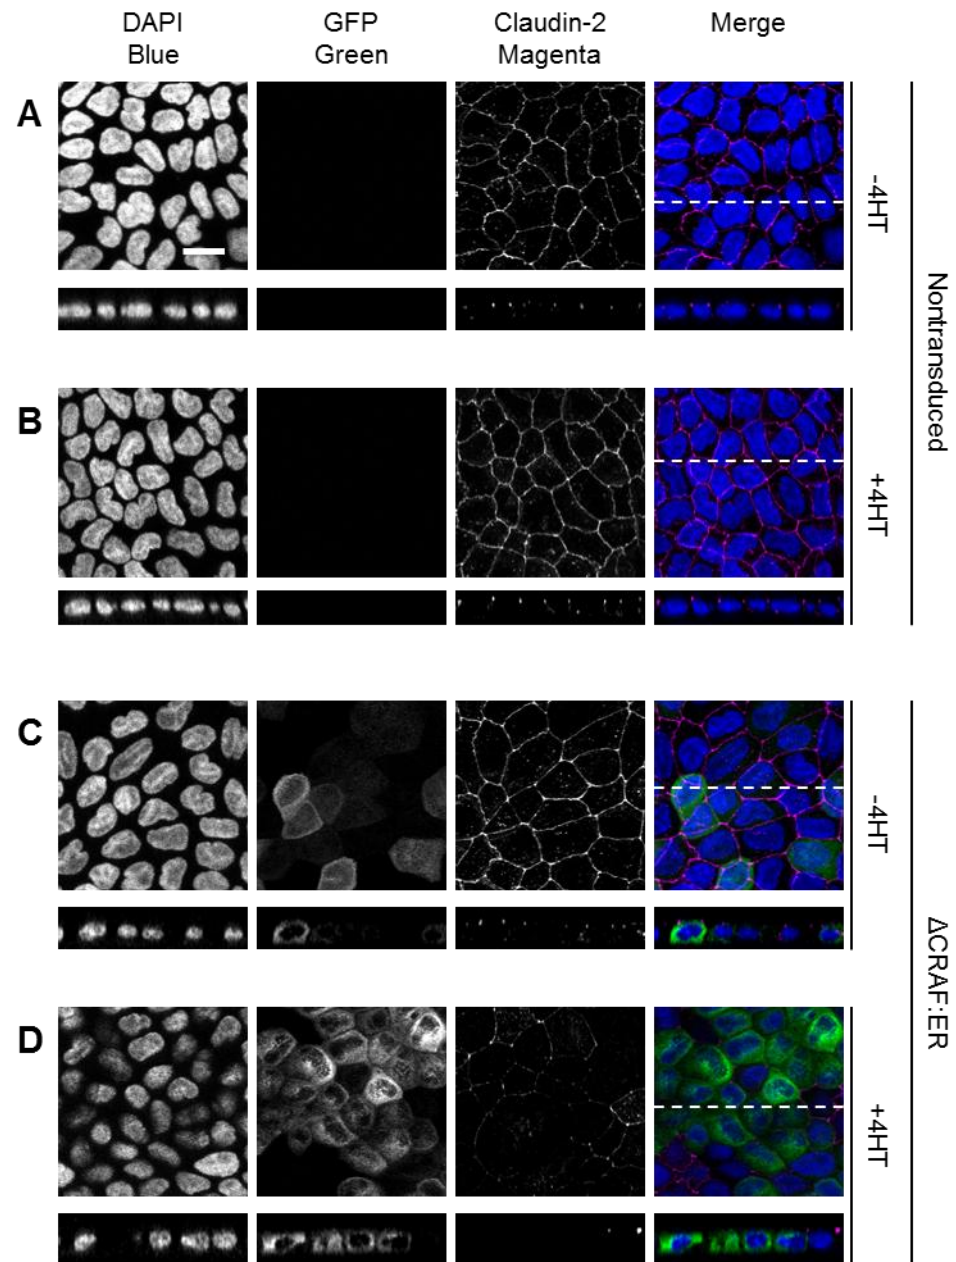 DAPI
Blue
GFP
Green
Claudin-2
Magenta
Merge
A
-4HT
Nontransduced
B
+4HT
C
-4HT
ΔCRAF:ER
D
+4HT